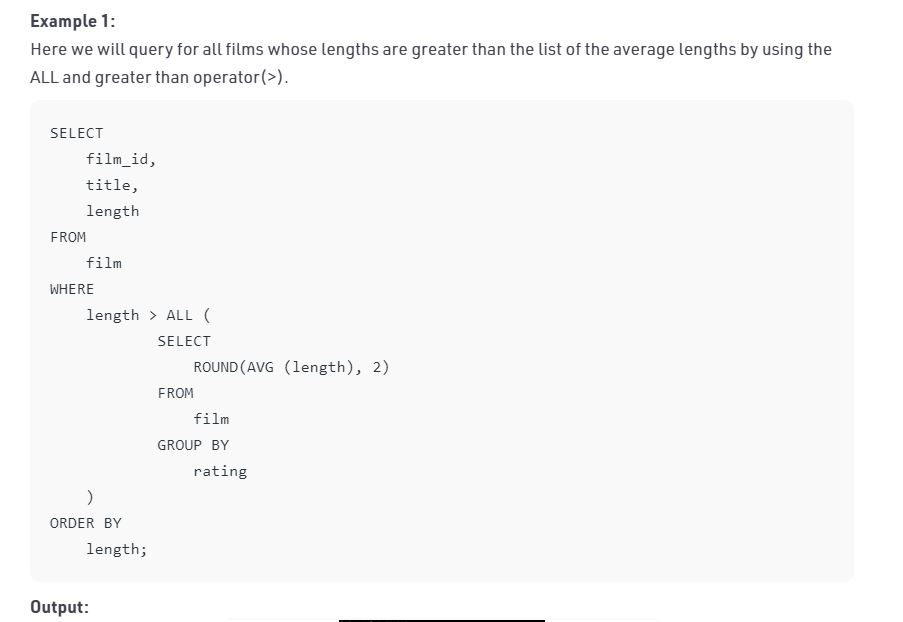 Example 1:
Here we will query for all films whose lengths are greater than the list of the average lengths by using the
ALL and greater than operator(>).
SELECT
    film_id,
    title,
    length
FROM
    film
WHERE
    length > ALL (
            SELECT
                ROUND(AVG (length), 2)
            FROM
                film
            GROUP BY
                rating
    )
ORDER BY
    length;
Output: